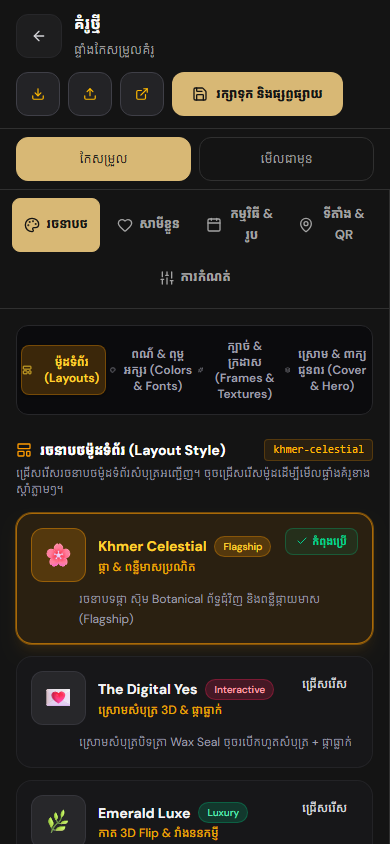 គំរូថ្មី
ផ្ទាំងកែសម្រួលគំរូ
រក្សាទុក និងផ្សព្វផ្សាយ
កែសម្រួល
មើលជាមុន
រចនាបថ
សាមីខ្លួន
កម្មវិធី &
រូប
ទីតាំង &
QR
ការកំណត់
ម៉ូដទំព័រ
(Layouts)
ពណ៌ & ពុម្ព
អក្សរ (Colors
& Fonts)
ក្បាច់ &
ក្រដាស
(Frames &
Textures)
ស្រោម & ពាក្យ
ជូនពរ (Cover
& Hero)
រចនាបថម៉ូដទំព័រ (Layout Style)
khmer-celestial
ជ្រើសរើសរចនាបថម៉ូដទំព័រសំបុត្រអញ្ជើញ។ ចុចជ្រើសរើសម៉ូដដើម្បីមើលផ្ទាំងគំរូខាង
ស្ដាំភ្លាមៗ។
Khmer Celestial
Flagship
កំពុងប្រើ
ផ្កា & ពន្លឺមាសប្រណិត
រចនាបទផ្កា ស៊ុម Botanical ព័ទ្ធជុំវិញ និងពន្លឺផ្កាយមាស
(Flagship)
The Digital Yes
Interactive
ជ្រើសរើស
ស្រោមសំបុត្រ 3D & ផ្កាធ្លាក់
ស្រោមសំបុត្របិទត្រា Wax Seal ចុចរបើកហូតសំបុត្រ + ផ្កាធ្លាក់
Emerald Luxe
Luxury
ជ្រើសរើស
កាត 3D Flip & វាំងននកម្ញី